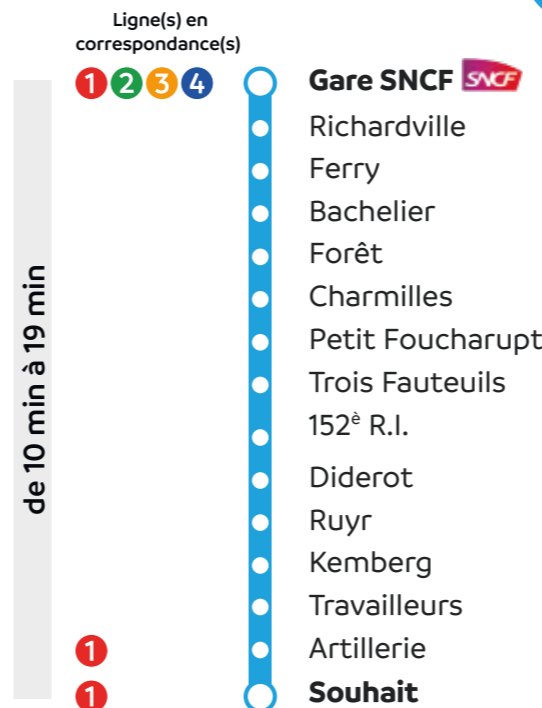 Ligne(s) en
correspondance(s)
1 2 3 4 Gare SNCF SNCF
Richardville
Ferry
Bachelier
Forêt
Charmilles
Petit Foucharupt
Trois Fauteuils
152è R.I.
Diderot
Ruyr
Kemberg
Travailleurs
1 Artillerie
1 Souhait
de 10 min à 19 min